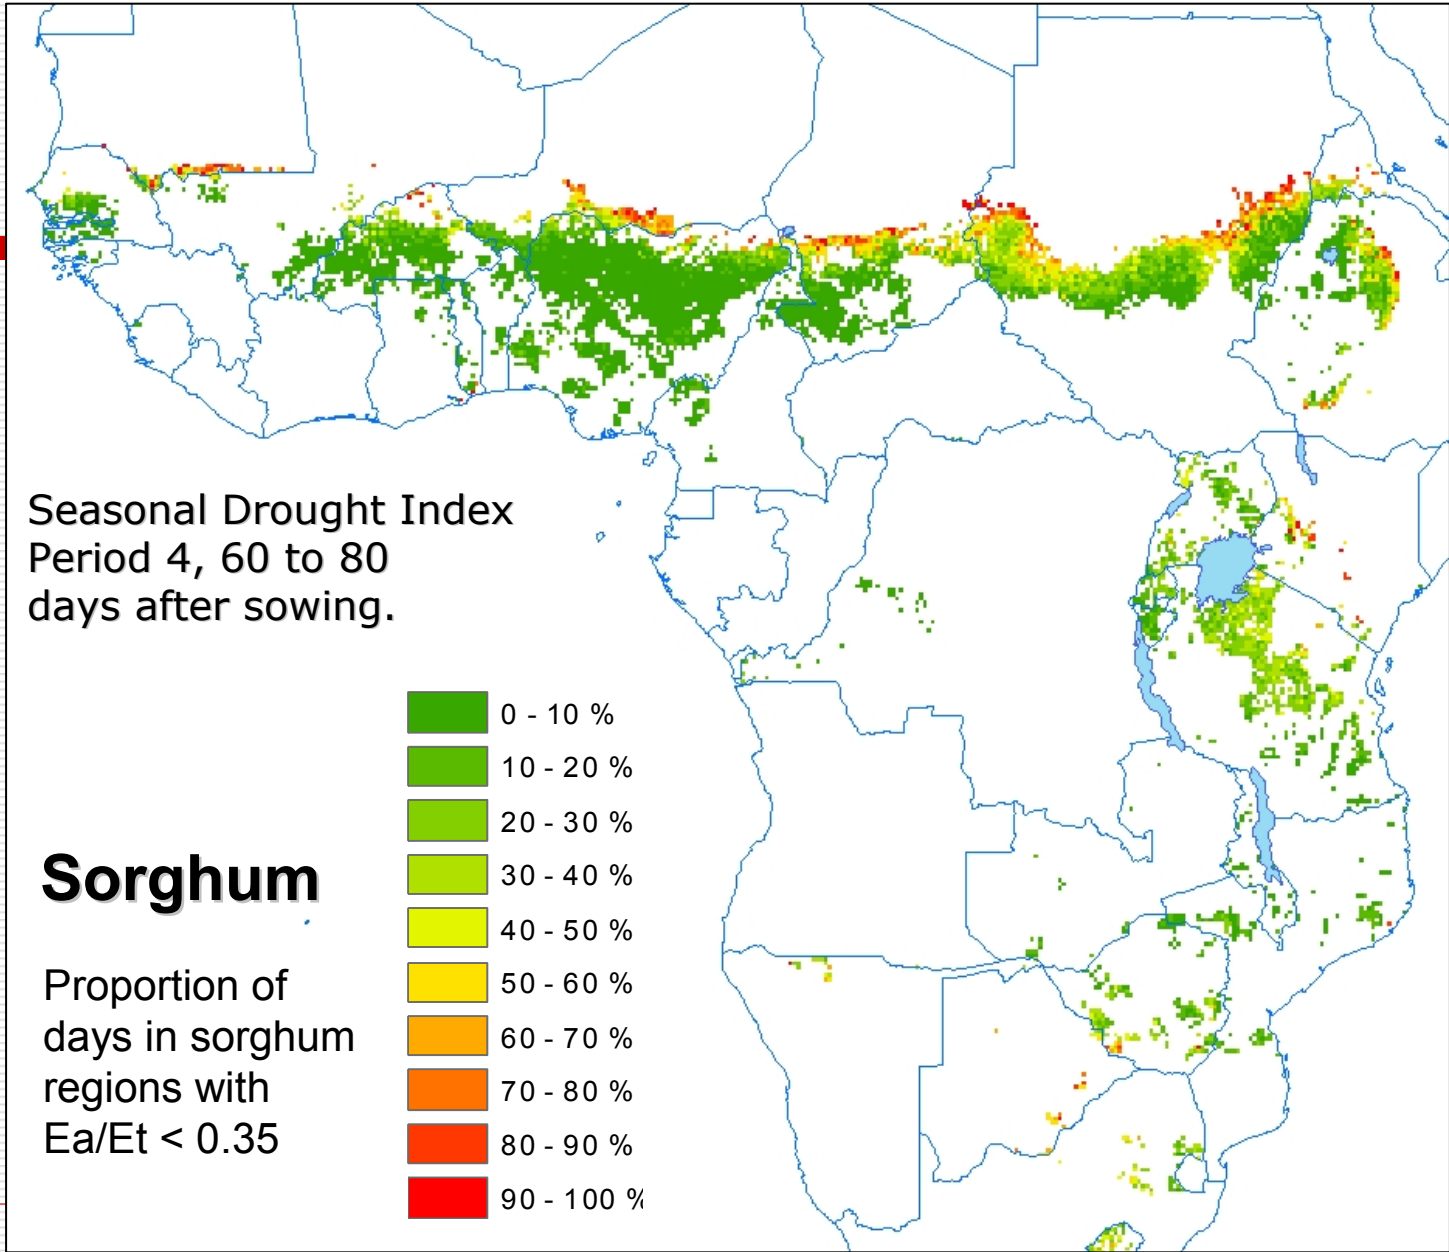 Seasonal Drought Index
Period 4, 60 to 80
days after sowing.
Sorghum
Proportion of
days in sorghum
regions with
Ea/Et < 0.35
0 - 10 %
10 - 20 %
20 - 30 %
30 - 40 %
40 - 50 %
50 - 60 %
60 - 70 %
70 - 80 %
80 - 90 %
90 - 100 %